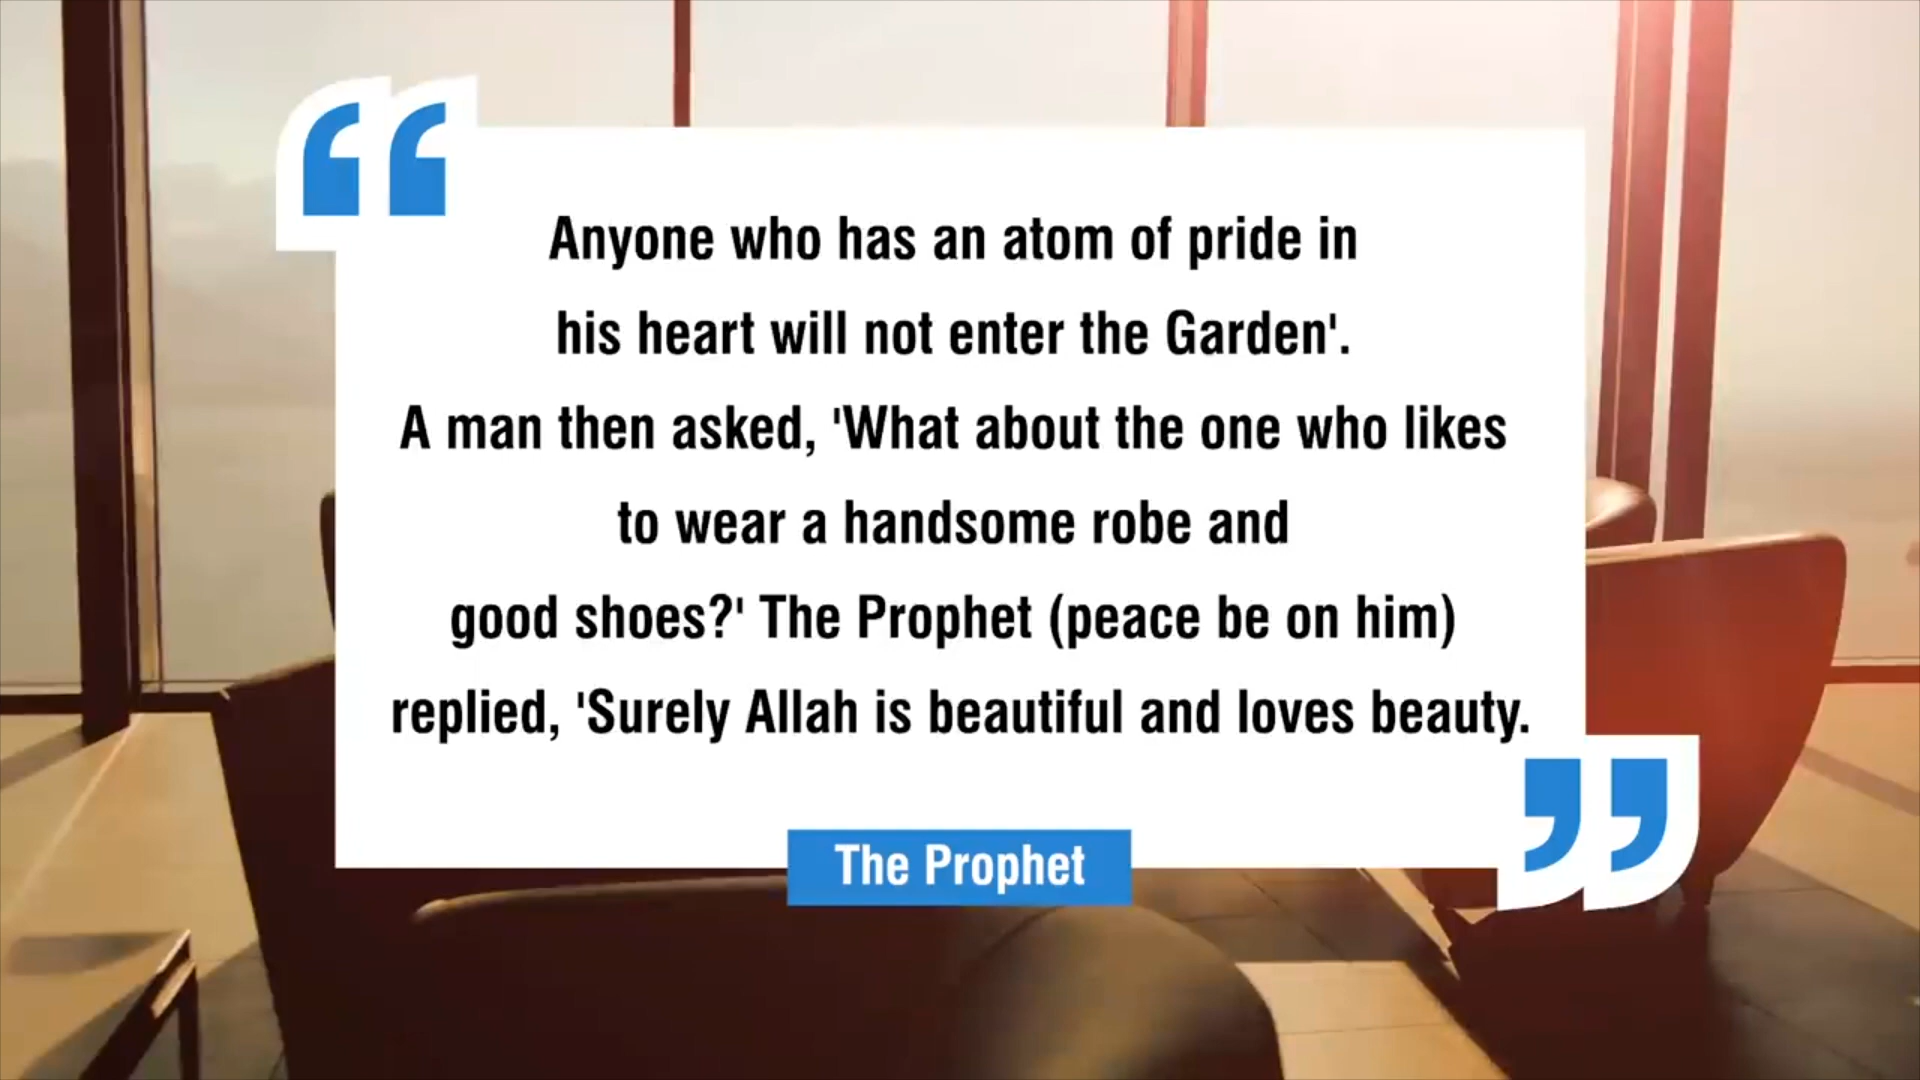 Anyone who has an atom of pride in
his heart will not enter the Garden'.
A man then asked, 'What about the one who likes
to wear a handsome robe and
good shoes?' The Prophet (peace be on him)
replied, 'Surely Allah is beautiful and loves beauty.
The Prophet